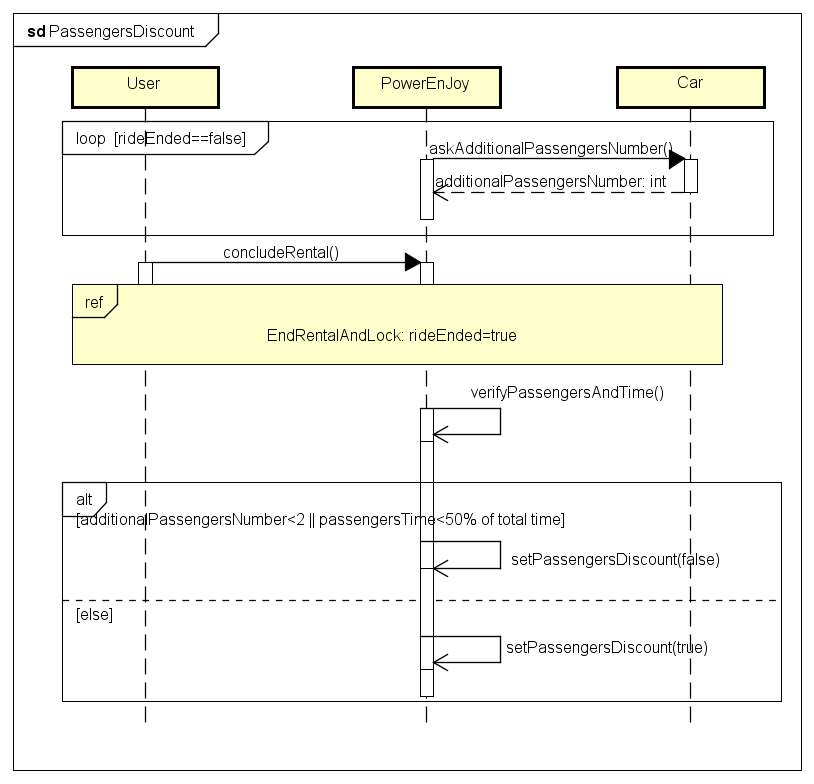 sd PassengersDiscount
User
PowerEnJoy
Car
loop [rideEnded==false]
askAdditionalPassengersNumber()
additionalPassengersNumber: int
concludeRental()
ref
EndRentalAndLock: rideEnded=true
verifyPassengersAndTime()
alt
[additionalPassengersNumber<2 || passengersTime<50% of total time]
setPassengersDiscount(false)
[else]
setPassengersDiscount(true)